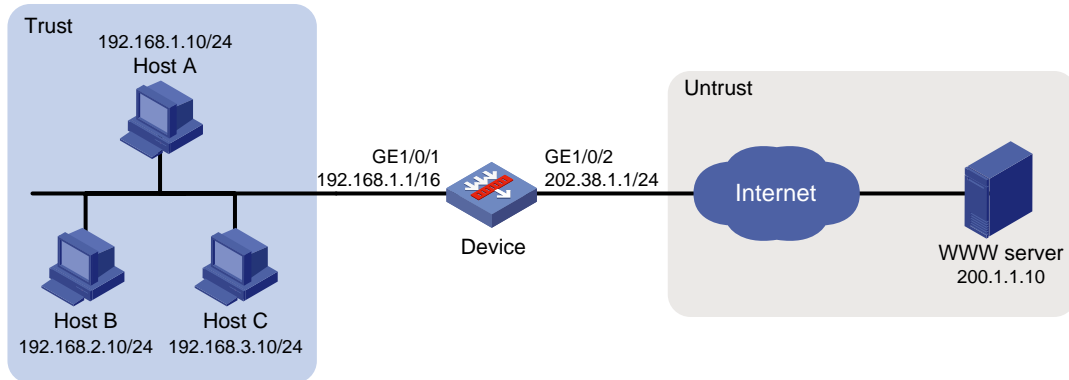 Trust
192.168.1.10/24
Host A
Untrust
GE1/0/1
192.168.1.1/16
GE1/0/2
202.38.1.1/24
Internet
Device
WWW server
200.1.1.10
Host B
192.168.2.10/24
Host C
192.168.3.10/24